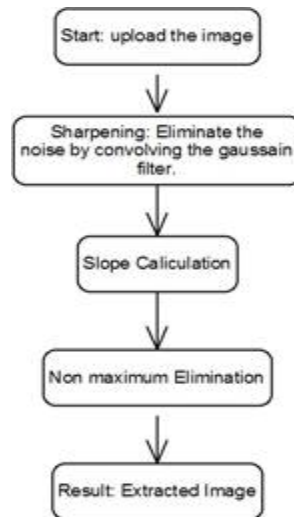 Start: upload the image
Sharpening: Eliminate the
noise by convolving the gaussain
filter.
Slope Caliculation
Non maximum Elimination
Result: Extracted Image